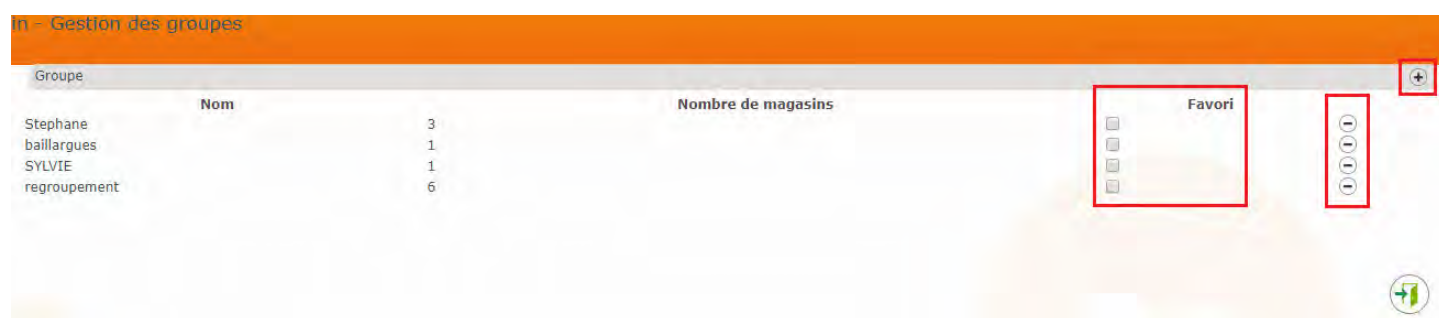 in - Gestion des groupes
Groupe
Nom Nombre de magasins Favori
Stephane 3
baillargues 1
SYLVIE 1
regroupement 6